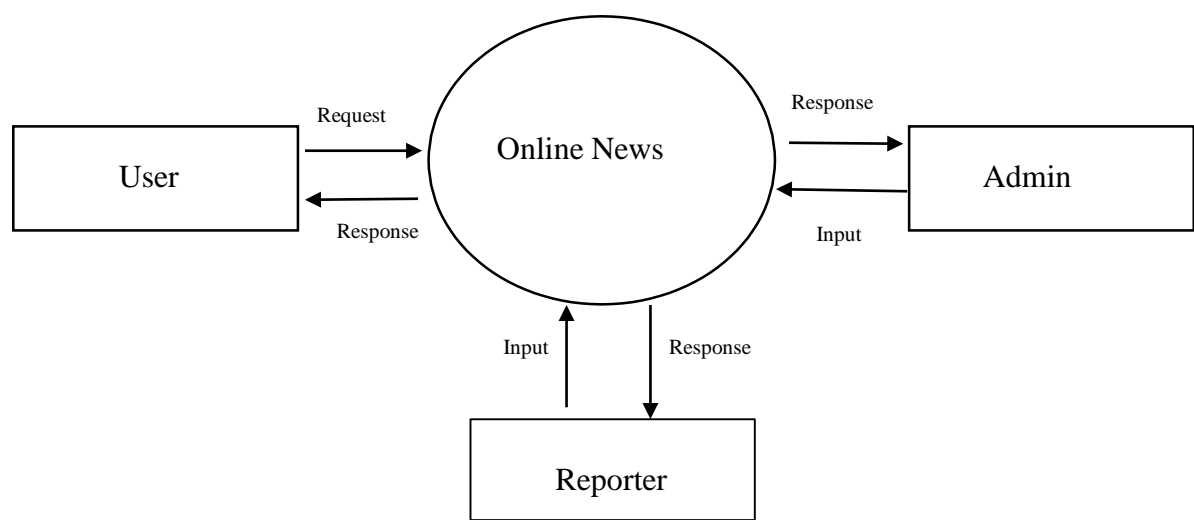 Request
Response
Online News
User
Admin
Response
Input
Input
Response
Reporter